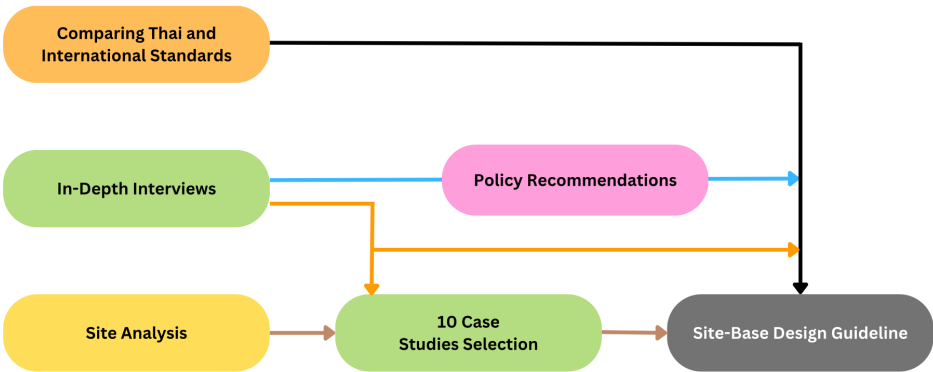 Comparing Thai and
International Standards
In-Depth Interviews
Policy Recommendations
Site Analysis
10 Case
Studies Selection
Site-Base Design Guideline